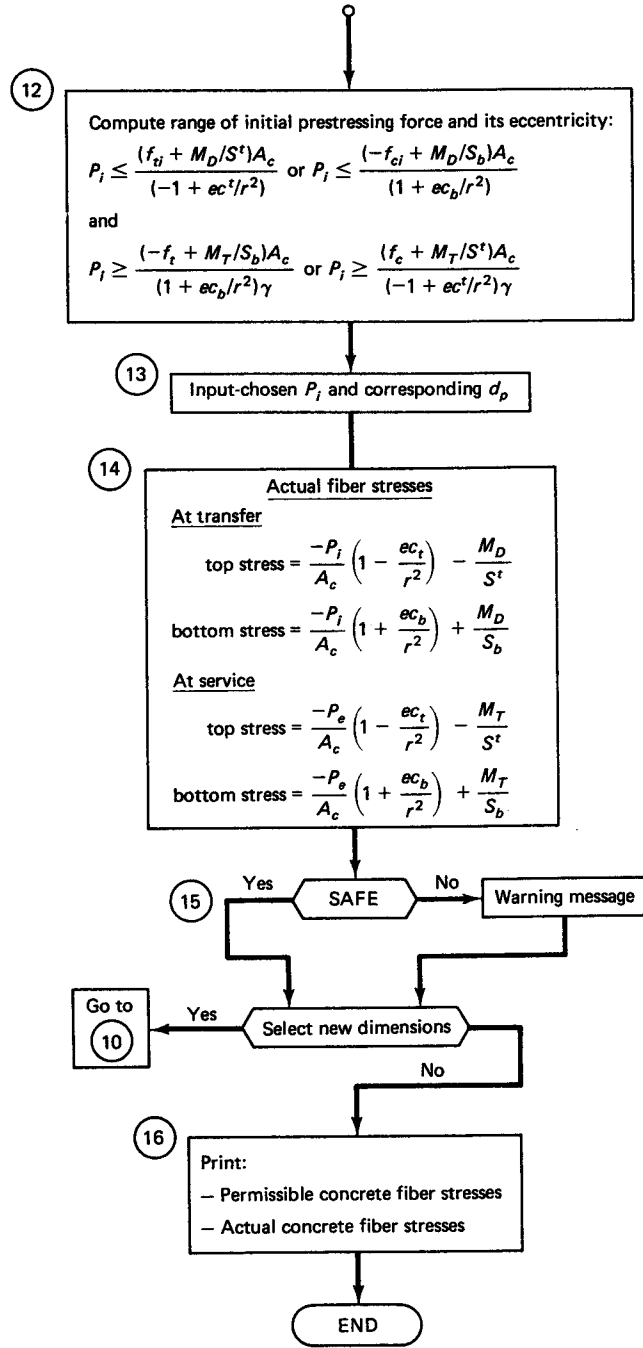 12
Compute range of initial prestressing force and its eccentricity:
P_i ≤ (f_ti + M_D/S^t)A_c / (-1 + ec^t/r^2) or P_i ≤ (-f_ci + M_D/S_b)A_c / (1 + ec_b/r^2)
and
P_i ≥ (-f_t + M_T/S_b)A_c / (1 + ec_b/r^2)γ or P_i ≥ (f_c + M_T/S^t)A_c / (-1 + ec^t/r^2)γ
13
Input-chosen P_i and corresponding d_p
14
Actual fiber stresses
At transfer
top stress = -P_i/A_c (1 - ec_t/r^2) - M_D/S^t
bottom stress = -P_i/A_c (1 + ec_b/r^2) + M_D/S_b
At service
top stress = -P_e/A_c (1 - ec_t/r^2) - M_T/S^t
bottom stress = -P_e/A_c (1 + ec_b/r^2) + M_T/S_b
15
Yes
SAFE
No
Warning message
Go to
10
Yes
Select new dimensions
No
16
Print:
— Permissible concrete fiber stresses
— Actual concrete fiber stresses
END